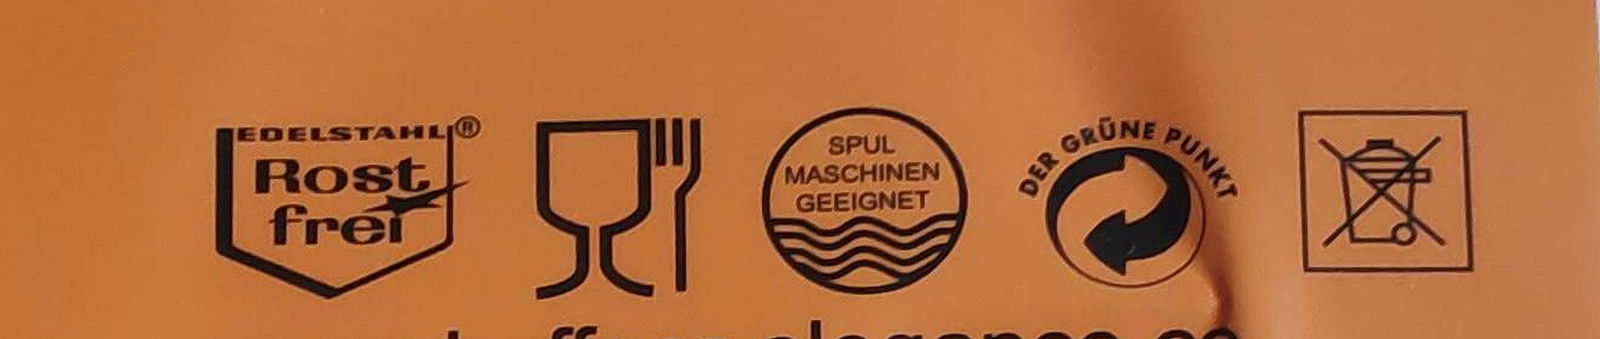 EDELSTAHL®
Rost
frei
SPUL
MASCHINEN
GEEIGNET
DER GRÜNE PUNKT